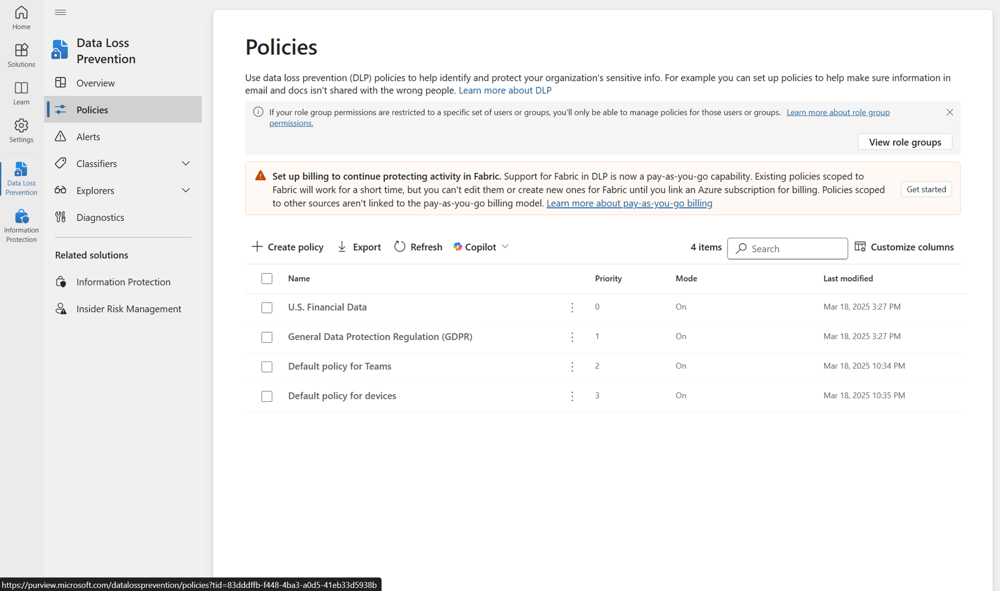 Home
Solutions
Learn
Settings
Data Loss
Prevention
Information
Protection
Data Loss
Prevention
Overview
Policies
Alerts
Classifiers
Explorers
Diagnostics
Related solutions
Information Protection
Insider Risk Management
Policies
Use data loss prevention (DLP) policies to help identify and protect your organization's sensitive info. For example you can set up policies to help make sure information in
email and docs isn't shared with the wrong people. Learn more about DLP
If your role group permissions are restricted to a specific set of users or groups, you'll only be able to manage policies for those users or groups. Learn more about role group
permissions.
View role groups
Set up billing to continue protecting activity in Fabric. Support for Fabric in DLP is now a pay-as-you-go capability. Existing policies scoped to
Fabric will work for a short time, but you can't edit them or create new ones for Fabric until you link an Azure subscription for billing. Policies scoped
to other sources aren't linked to the pay-as-you-go billing model. Learn more about pay-as-you-go billing
Get started
Create policy Export Refresh Copilot 4 items Search Customize columns
Name Priority Mode Last modified
U.S. Financial Data 0 On Mar 18, 2025 3:27 PM
General Data Protection Regulation (GDPR) 1 On Mar 18, 2025 3:27 PM
Default policy for Teams 2 On Mar 18, 2025 10:34 PM
Default policy for devices 3 On Mar 18, 2025 10:35 PM
https://purview.microsoft.com/datalossprevention/policies?tid=83dddffb-f448-4ba3-a0d5-41eb33d5938b